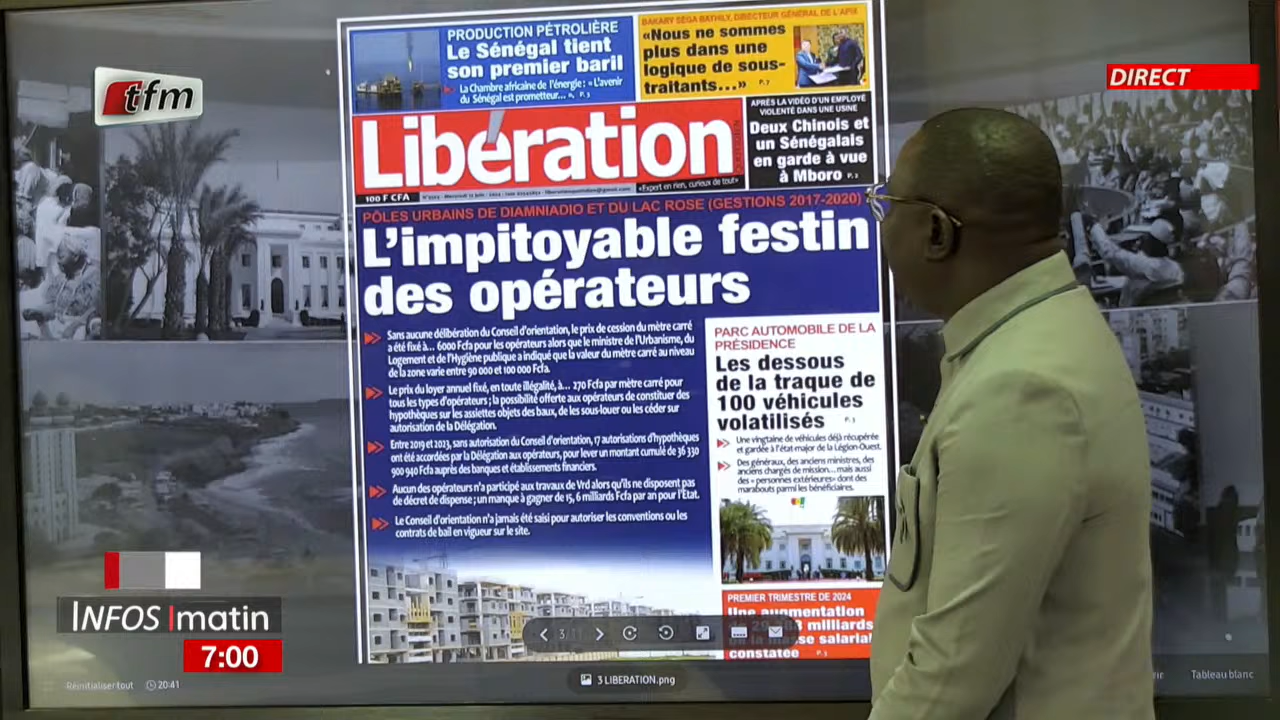 tfm
DIRECT
PRODUCTION PÉTROLIÈRE
Le Sénégal tient
son premier baril
La Chambre africaine de l'énergie : « L'avenir
du Sénégal est prometteur... », P. 3
BAKARY SÉGA BATHILY, DIRECTEUR GÉNÉRAL DE L'APIX
«Nous ne sommes
plus dans une
logique de sous-
traitants...» P. 7
Libération
QUOTIDIEN
100 F CFA
«Expert en rien, curieux de tout»
APRÈS LA VIDÉO D'UN EMPLOYÉ
VIOLENTÉ DANS UNE USINE
Deux Chinois et
un Sénégalais
en garde à vue
à Mboro P. 2
PÔLES URBAINS DE DIAMNIADIO ET DU LAC ROSE (GESTIONS 2017-2020)
L'impitoyable festin
des opérateurs
Sans aucune délibération du Conseil d'orientation, le prix de cession du mètre carré
a été fixé à... 6000 Fcfa pour les opérateurs alors que le ministre de l'Urbanisme, du
Logement et de l'Hygiène publique a indiqué que la valeur du mètre carré au niveau
de la zone varie entre 90 000 et 100 000 Fcfa.
Le prix du loyer annuel fixé, en toute illégalité, à... 270 Fcfa par mètre carré pour
tous les types d'opérateurs ; la possibilité offerte aux opérateurs de constituer des
hypothèques sur les assiettes objets des baux, de les sous-louer ou les céder sur
autorisation de la Délégation.
Entre 2019 et 2023, sans autorisation du Conseil d'orientation, 17 autorisations d'hypothèques
ont été accordées par la Délégation aux opérateurs, pour lever un montant cumulé de 36 330
900 940 Fcfa auprès des banques et établissements financiers.
Aucun des opérateurs n'a participé aux travaux de Vrd alors qu'ils ne disposent pas
de décret de dispense ; un manque à gagner de 15, 6 milliards Fcfa par an pour l'État.
Le Conseil d'orientation n'a jamais été saisi pour autoriser les conventions ou les
contrats de bail en vigueur sur le site.
PARC AUTOMOBILE DE LA
PRÉSIDENCE
Les dessous
de la traque de
100 véhicules
volatilisés P. 3
Une vingtaine de véhicules déjà récupérée
et gardée à l'état major de la Légion-Ouest.
Des généraux, des anciens ministres, des
anciens chargés de mission... mais aussi
des « personnes extérieures» dont des
marabouts parmi les bénéficiaires.
PREMIER TRIMESTRE DE 2024
Une augmentation
milliards
masse salarial
constatée P. 3
3/11
3 LIBERATION.png
INFOS matin
7:00
Réinitialiser tout
20:41
Tableau blanc